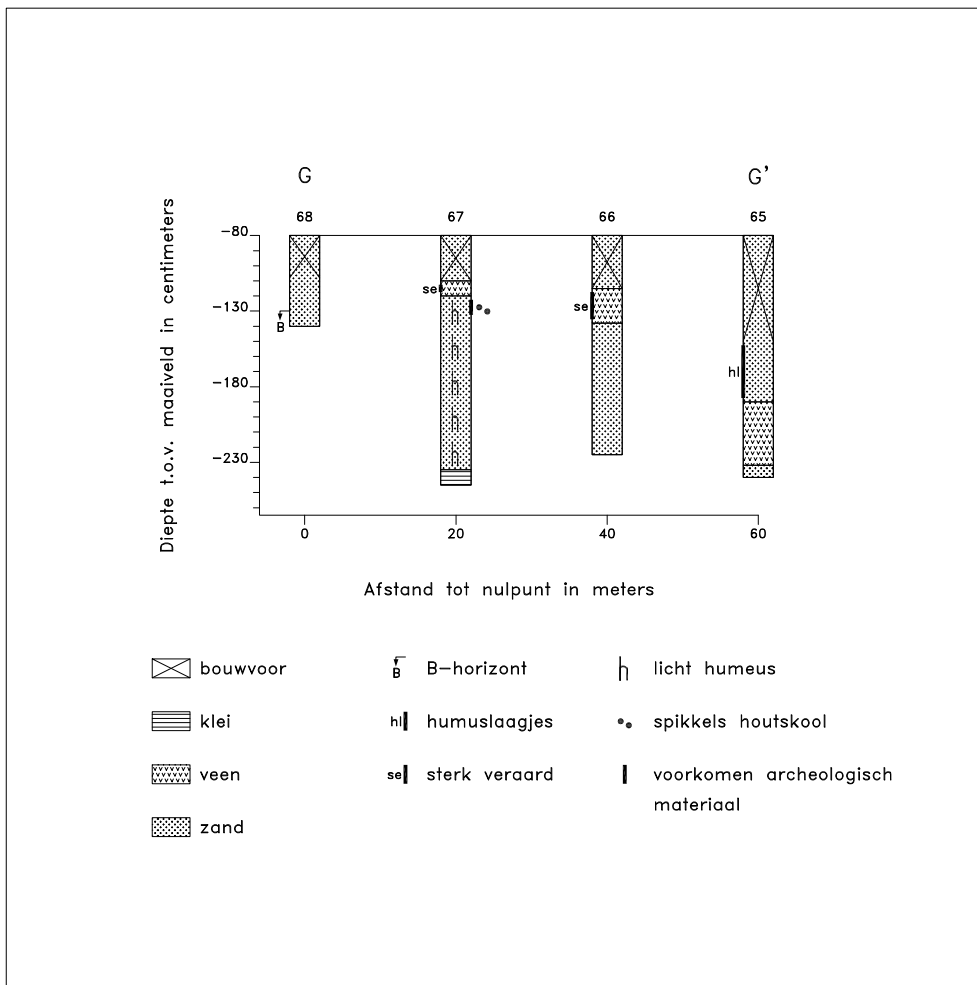 G G’
68 67 66 65
Diepte t.o.v. maaiveld in centimeters
−80
−130
−180
−230
B
se
se
hl
h
h
h
h
h
0 20 40 60
Afstand tot nulpunt in meters
bouwvoor
klei
veen
zand
B B−horizont
hl humuslaagjes
se sterk veraard
h licht humeus
spikkels houtskool
voorkomen archeologisch
materiaal